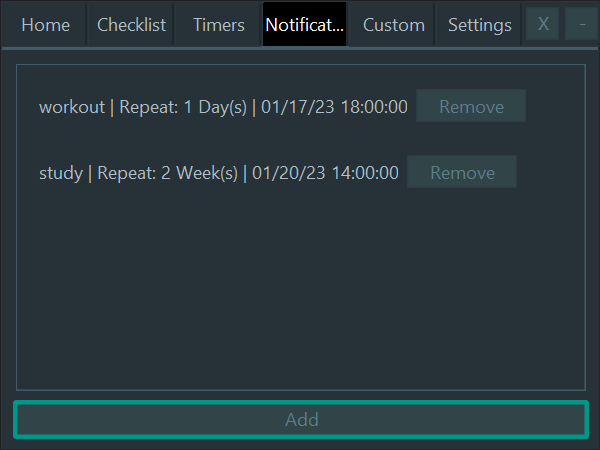 Home Checklist Timers Notificat... Custom Settings X -
workout | Repeat: 1 Day(s) | 01/17/23 18:00:00 Remove
study | Repeat: 2 Week(s) | 01/20/23 14:00:00 Remove
Add